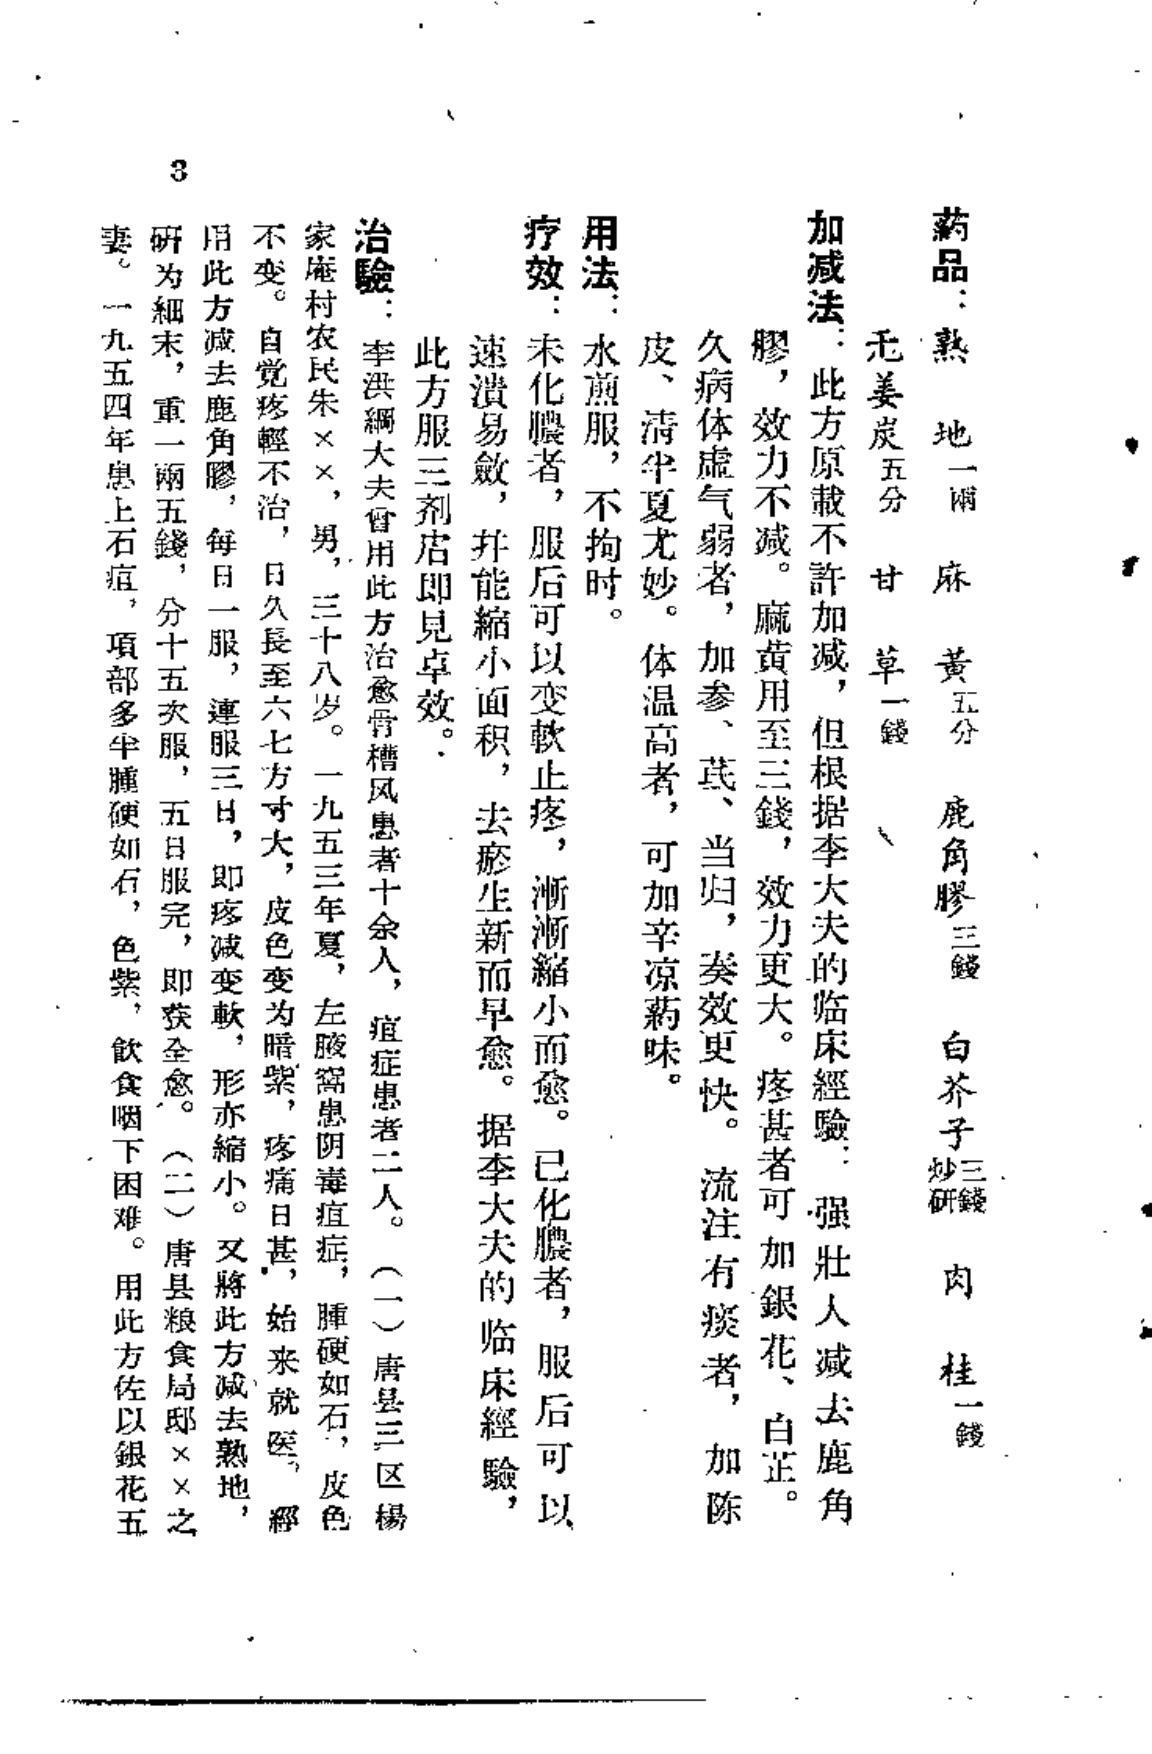 药品：熟地一兩　麻黃五分　鹿角膠三錢　白芥子三錢炒研　肉桂一錢
姜炭五分　甘草一錢
加减法：此方原載不許加减，但根据李大夫的临床經驗：强壯人减去鹿角
膠，效力不减。麻黄用至三錢，效力更大。疼甚者可加銀花、白芷。
久病体虛气弱者，加参、芪、当归，奏效更快。流注有痰者，加陈
皮、清半夏尤妙。体温高者，可加辛凉药味。
用法：水煎服，不拘时。
疗效：未化膿者，服后可以变軟止疼，漸漸縮小而愈。已化膿者，服后可以
速潰易斂，幷能縮小面积，去瘀生新而早愈。据李大夫的临床經驗，
此方服三剂后即見卓效。
治驗：李洪綱大夫曾用此方治愈骨槽风患者十余人，疽症患者二人。（一）唐县三区楊
家庵村农民朱××，男，三十八岁。一九五三年夏，左腋窩患阴毒疽症，腫硬如石，皮色
不变。自觉疼輕不治，日久長至六七方寸大，皮色变为暗紫，疼痛日甚，始来就医。經
用此方减去鹿角膠，每日一服，連服三日，即疼减变軟，形亦縮小。又將此方减去熟地，
研为細末，重一兩五錢，分十五次服，五日服完，即获全愈。（二）唐县粮食局邸××之
妻。一九五四年患上石疽，項部多半腫硬如石，色紫，飲食咽下困难。用此方佐以銀花五
3